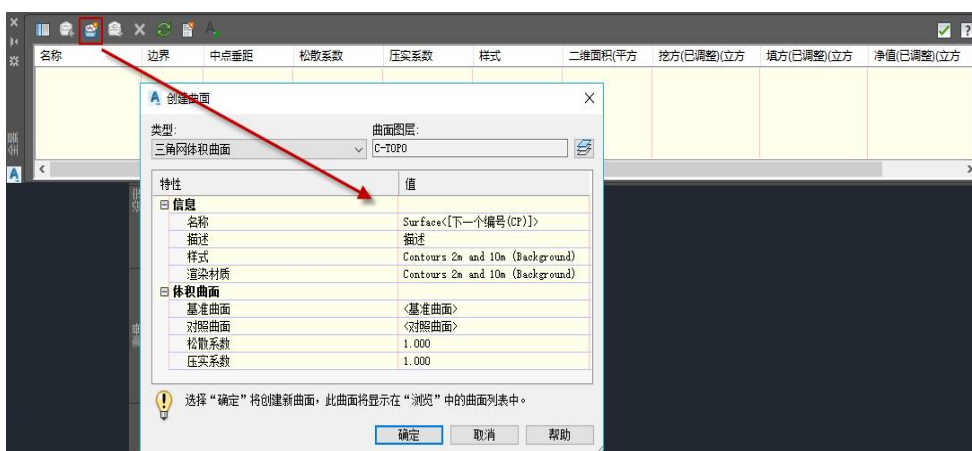 名称 边界 中点垂距 松散系数 压实系数 样式 二维面积(平方 挖方(已调整)(立方 填方(已调整)(立方 净值(已调整)(立方
创建曲面
类型: 曲面图层:
三角网体积曲面 C-TOPO
特性 值
信息
名称 Surface<[下一个编号(CP)]>
描述 描述
样式 Contours 2m and 10m (Background)
渲染材质 Contours 2m and 10m (Background)
体积曲面
基准曲面 <基准曲面>
对照曲面 <对照曲面>
松散系数 1.000
压实系数 1.000
选择“确定”将创建新曲面，此曲面将显示在“浏览”中的曲面列表中。
确定 取消 帮助
全景